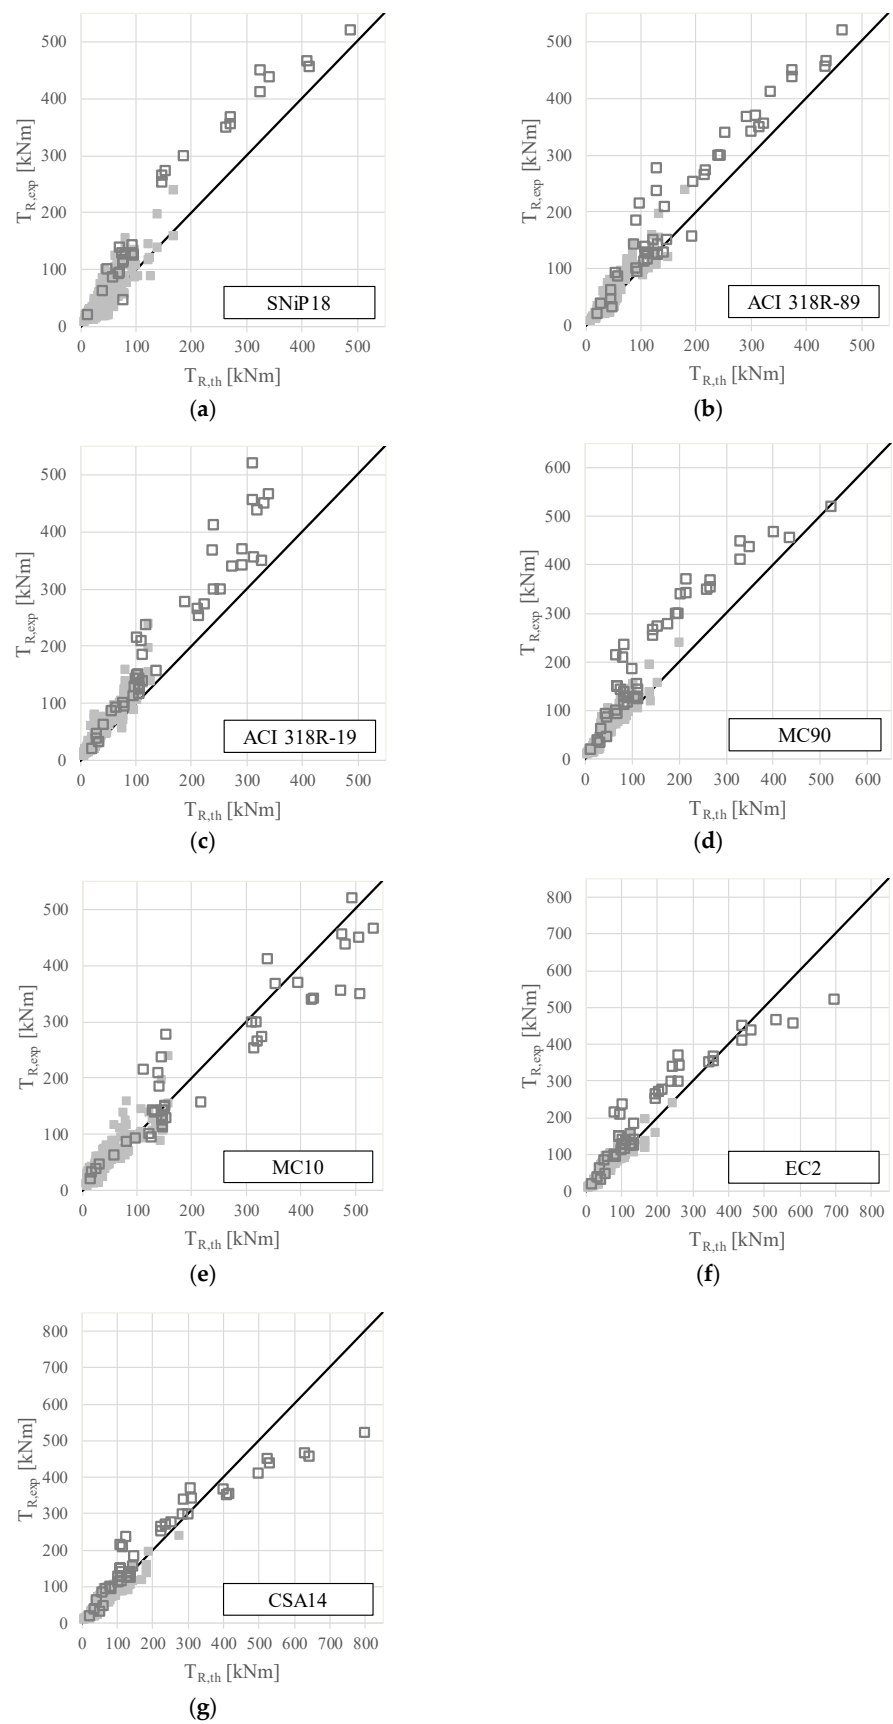 500
400
300
200
100
0
T_R,exp [kNm]
SNiP18
0 100 200 300 400 500
T_R,th [kNm]
(a)
500
400
300
200
100
0
T_R,exp [kNm]
ACI 318R-89
0 100 200 300 400 500
T_R,th [kNm]
(b)
500
400
300
200
100
0
T_R,exp [kNm]
ACI 318R-19
0 100 200 300 400 500
T_R,th [kNm]
(c)
600
500
400
300
200
100
0
T_R,exp [kNm]
MC90
0 100 200 300 400 500 600
T_R,th [kNm]
(d)
500
400
300
200
100
0
T_R,exp [kNm]
MC10
0 100 200 300 400 500
T_R,th [kNm]
(e)
800
700
600
500
400
300
200
100
0
T_R,exp [kNm]
EC2
0 100 200 300 400 500 600 700 800
T_R,th [kNm]
(f)
800
700
600
500
400
300
200
100
0
T_R,exp [kNm]
CSA14
0 100 200 300 400 500 600 700 800
T_R,th [kNm]
(g)